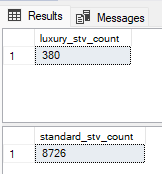 Results Messages
luxury_stv_count
1 380
standard_stv_count
1 8726